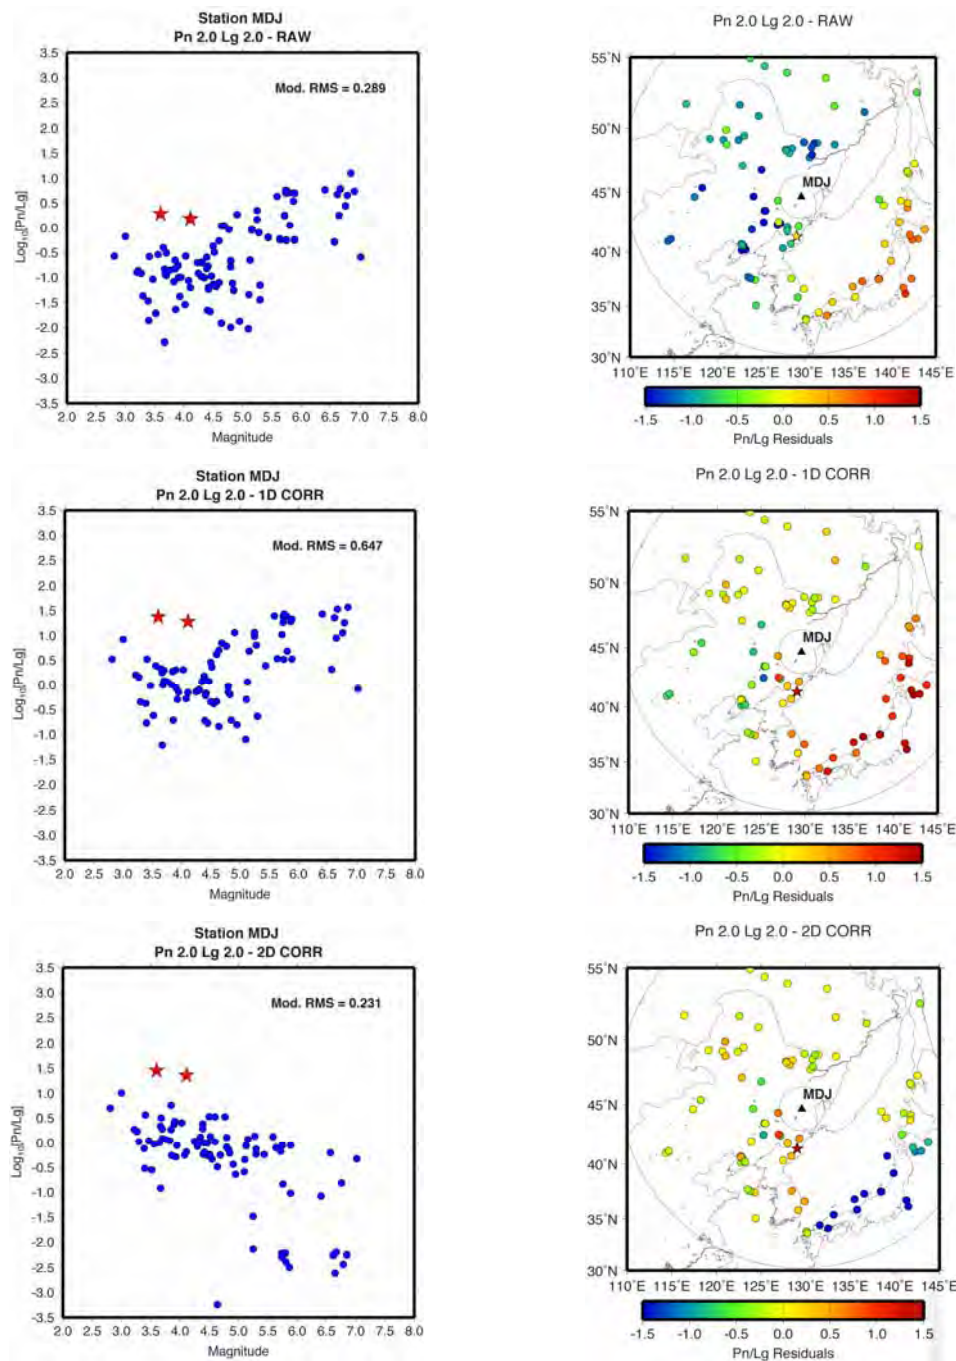 Station MDJ
Pn 2.0 Lg 2.0 - RAW
3.5
3.0
2.5
2.0
1.5
1.0
0.5
0.0
-0.5
-1.0
-1.5
-2.0
-2.5
-3.0
-3.5
Log10[Pn/Lg]
Mod. RMS = 0.289
2.0 2.5 3.0 3.5 4.0 4.5 5.0 5.5 6.0 6.5 7.0 7.5 8.0
Magnitude
Pn 2.0 Lg 2.0 - RAW
55°N
50°N
45°N
40°N
35°N
30°N
MDJ
110°E 115°E 120°E 125°E 130°E 135°E 140°E 145°E
-1.5 -1.0 -0.5 0.0 0.5 1.0 1.5
Pn/Lg Residuals
Station MDJ
Pn 2.0 Lg 2.0 - 1D CORR
3.5
3.0
2.5
2.0
1.5
1.0
0.5
0.0
-0.5
-1.0
-1.5
-2.0
-2.5
-3.0
-3.5
Log10[Pn/Lg]
Mod. RMS = 0.647
2.0 2.5 3.0 3.5 4.0 4.5 5.0 5.5 6.0 6.5 7.0 7.5 8.0
Magnitude
Pn 2.0 Lg 2.0 - 1D CORR
55°N
50°N
45°N
40°N
35°N
30°N
MDJ
110°E 115°E 120°E 125°E 130°E 135°E 140°E 145°E
-1.5 -1.0 -0.5 0.0 0.5 1.0 1.5
Pn/Lg Residuals
Station MDJ
Pn 2.0 Lg 2.0 - 2D CORR
3.5
3.0
2.5
2.0
1.5
1.0
0.5
0.0
-0.5
-1.0
-1.5
-2.0
-2.5
-3.0
-3.5
Log10[Pn/Lg]
Mod. RMS = 0.231
2.0 2.5 3.0 3.5 4.0 4.5 5.0 5.5 6.0 6.5 7.0 7.5 8.0
Magnitude
Pn 2.0 Lg 2.0 - 2D CORR
55°N
50°N
45°N
40°N
35°N
30°N
MDJ
110°E 115°E 120°E 125°E 130°E 135°E 140°E 145°E
-1.5 -1.0 -0.5 0.0 0.5 1.0 1.5
Pn/Lg Residuals